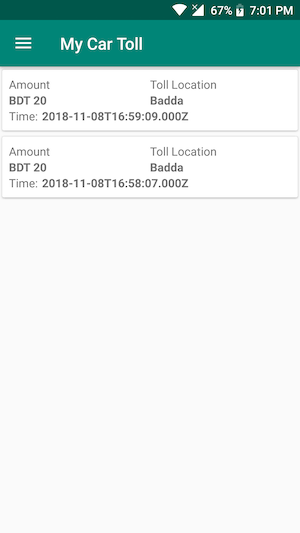 67% 7:01 PM
My Car Toll
Amount Toll Location
BDT 20 Badda
Time: 2018-11-08T16:59:09.000Z
Amount Toll Location
BDT 20 Badda
Time: 2018-11-08T16:58:07.000Z